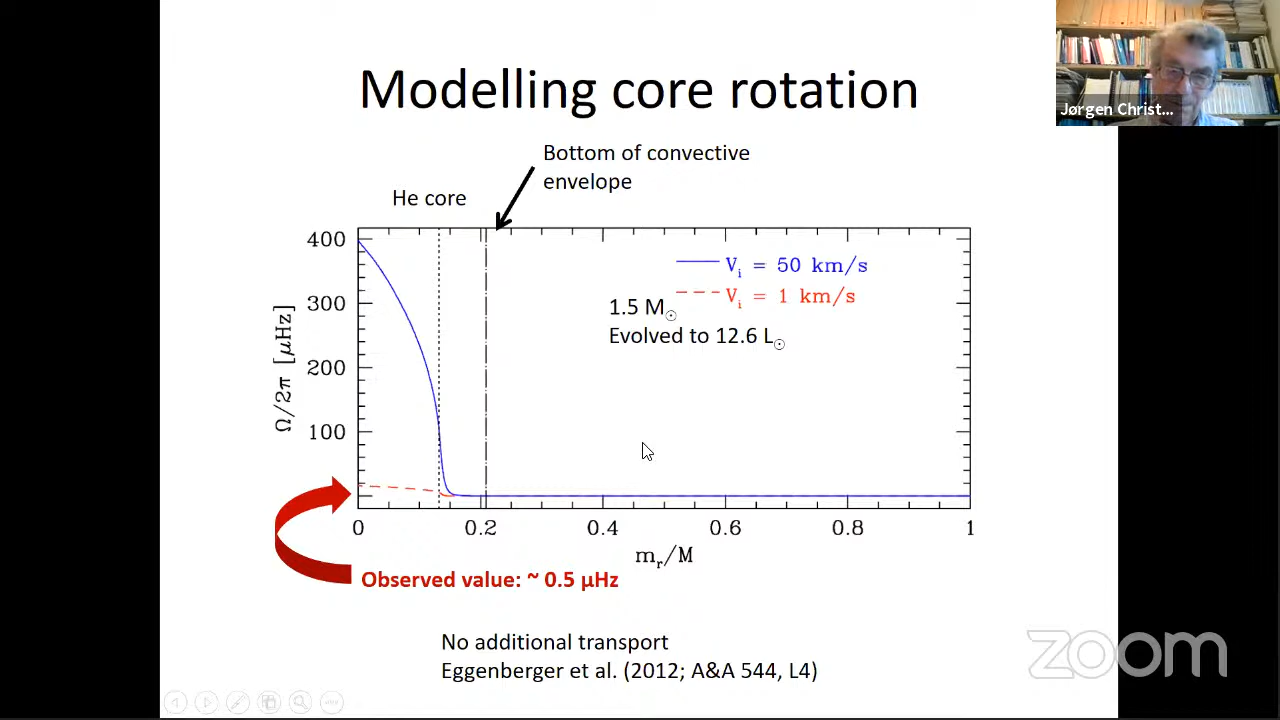 Modelling core rotation
Jørgen Christ...
Bottom of convective
envelope
He core
400
300
200
100
Ω/2π [μHz]
V_i = 50 km/s
V_i = 1 km/s
1.5 M☉
Evolved to 12.6 L☉
0 0.2 0.4 0.6 0.8 1
m_r/M
Observed value: ~ 0.5 μHz
No additional transport
Eggenberger et al. (2012; A&A 544, L4)
zoom